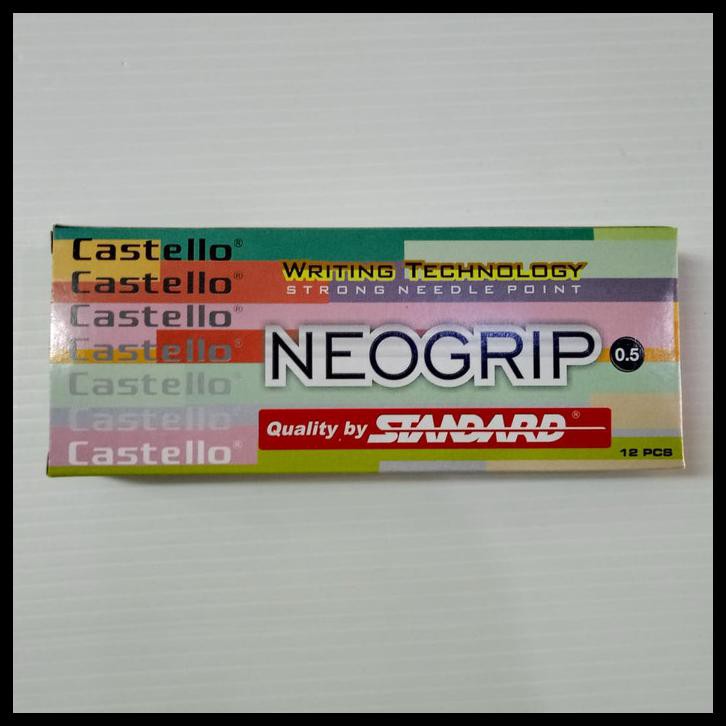 Castello®
Castello®
Castello®
Castello®
Castello®
Castello®
Castello®
WRITING TECHNOLOGY
STRONG NEEDLE POINT
NEOGRIP 0.5
Quality by STANDARD®
12 PCS